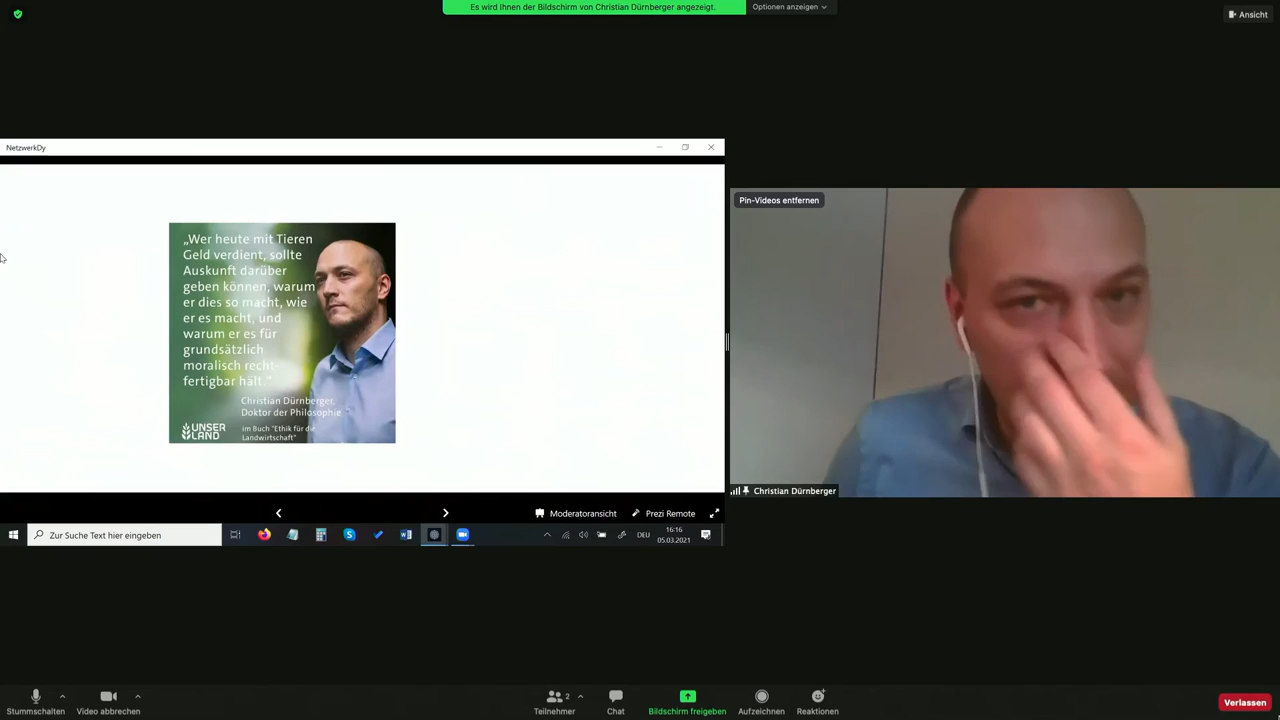 Es wird Ihnen der Bildschirm von Christian Dürnberger angezeigt.
Optionen anzeigen
Ansicht
NetzwerkDy
„Wer heute mit Tieren
Geld verdient, sollte
Auskunft darüber
geben können, warum
er dies so macht, wie
er es macht, und
warum er es für
grundsätzlich
moralisch recht-
fertigbar hält."
Christian Dürnberger,
Doktor der Philosophie
UNSER
LAND
im Buch "Ethik für die
Landwirtschaft"
Pin-Videos entfernen
Christian Dürnberger
Moderatoransicht
Prezi Remote
Zur Suche Text hier eingeben
DEU
16:16
05.03.2021
Stummschalten
Video abbrechen
2
Teilnehmer
Chat
Bildschirm freigeben
Aufzeichnen
Reaktionen
Verlassen